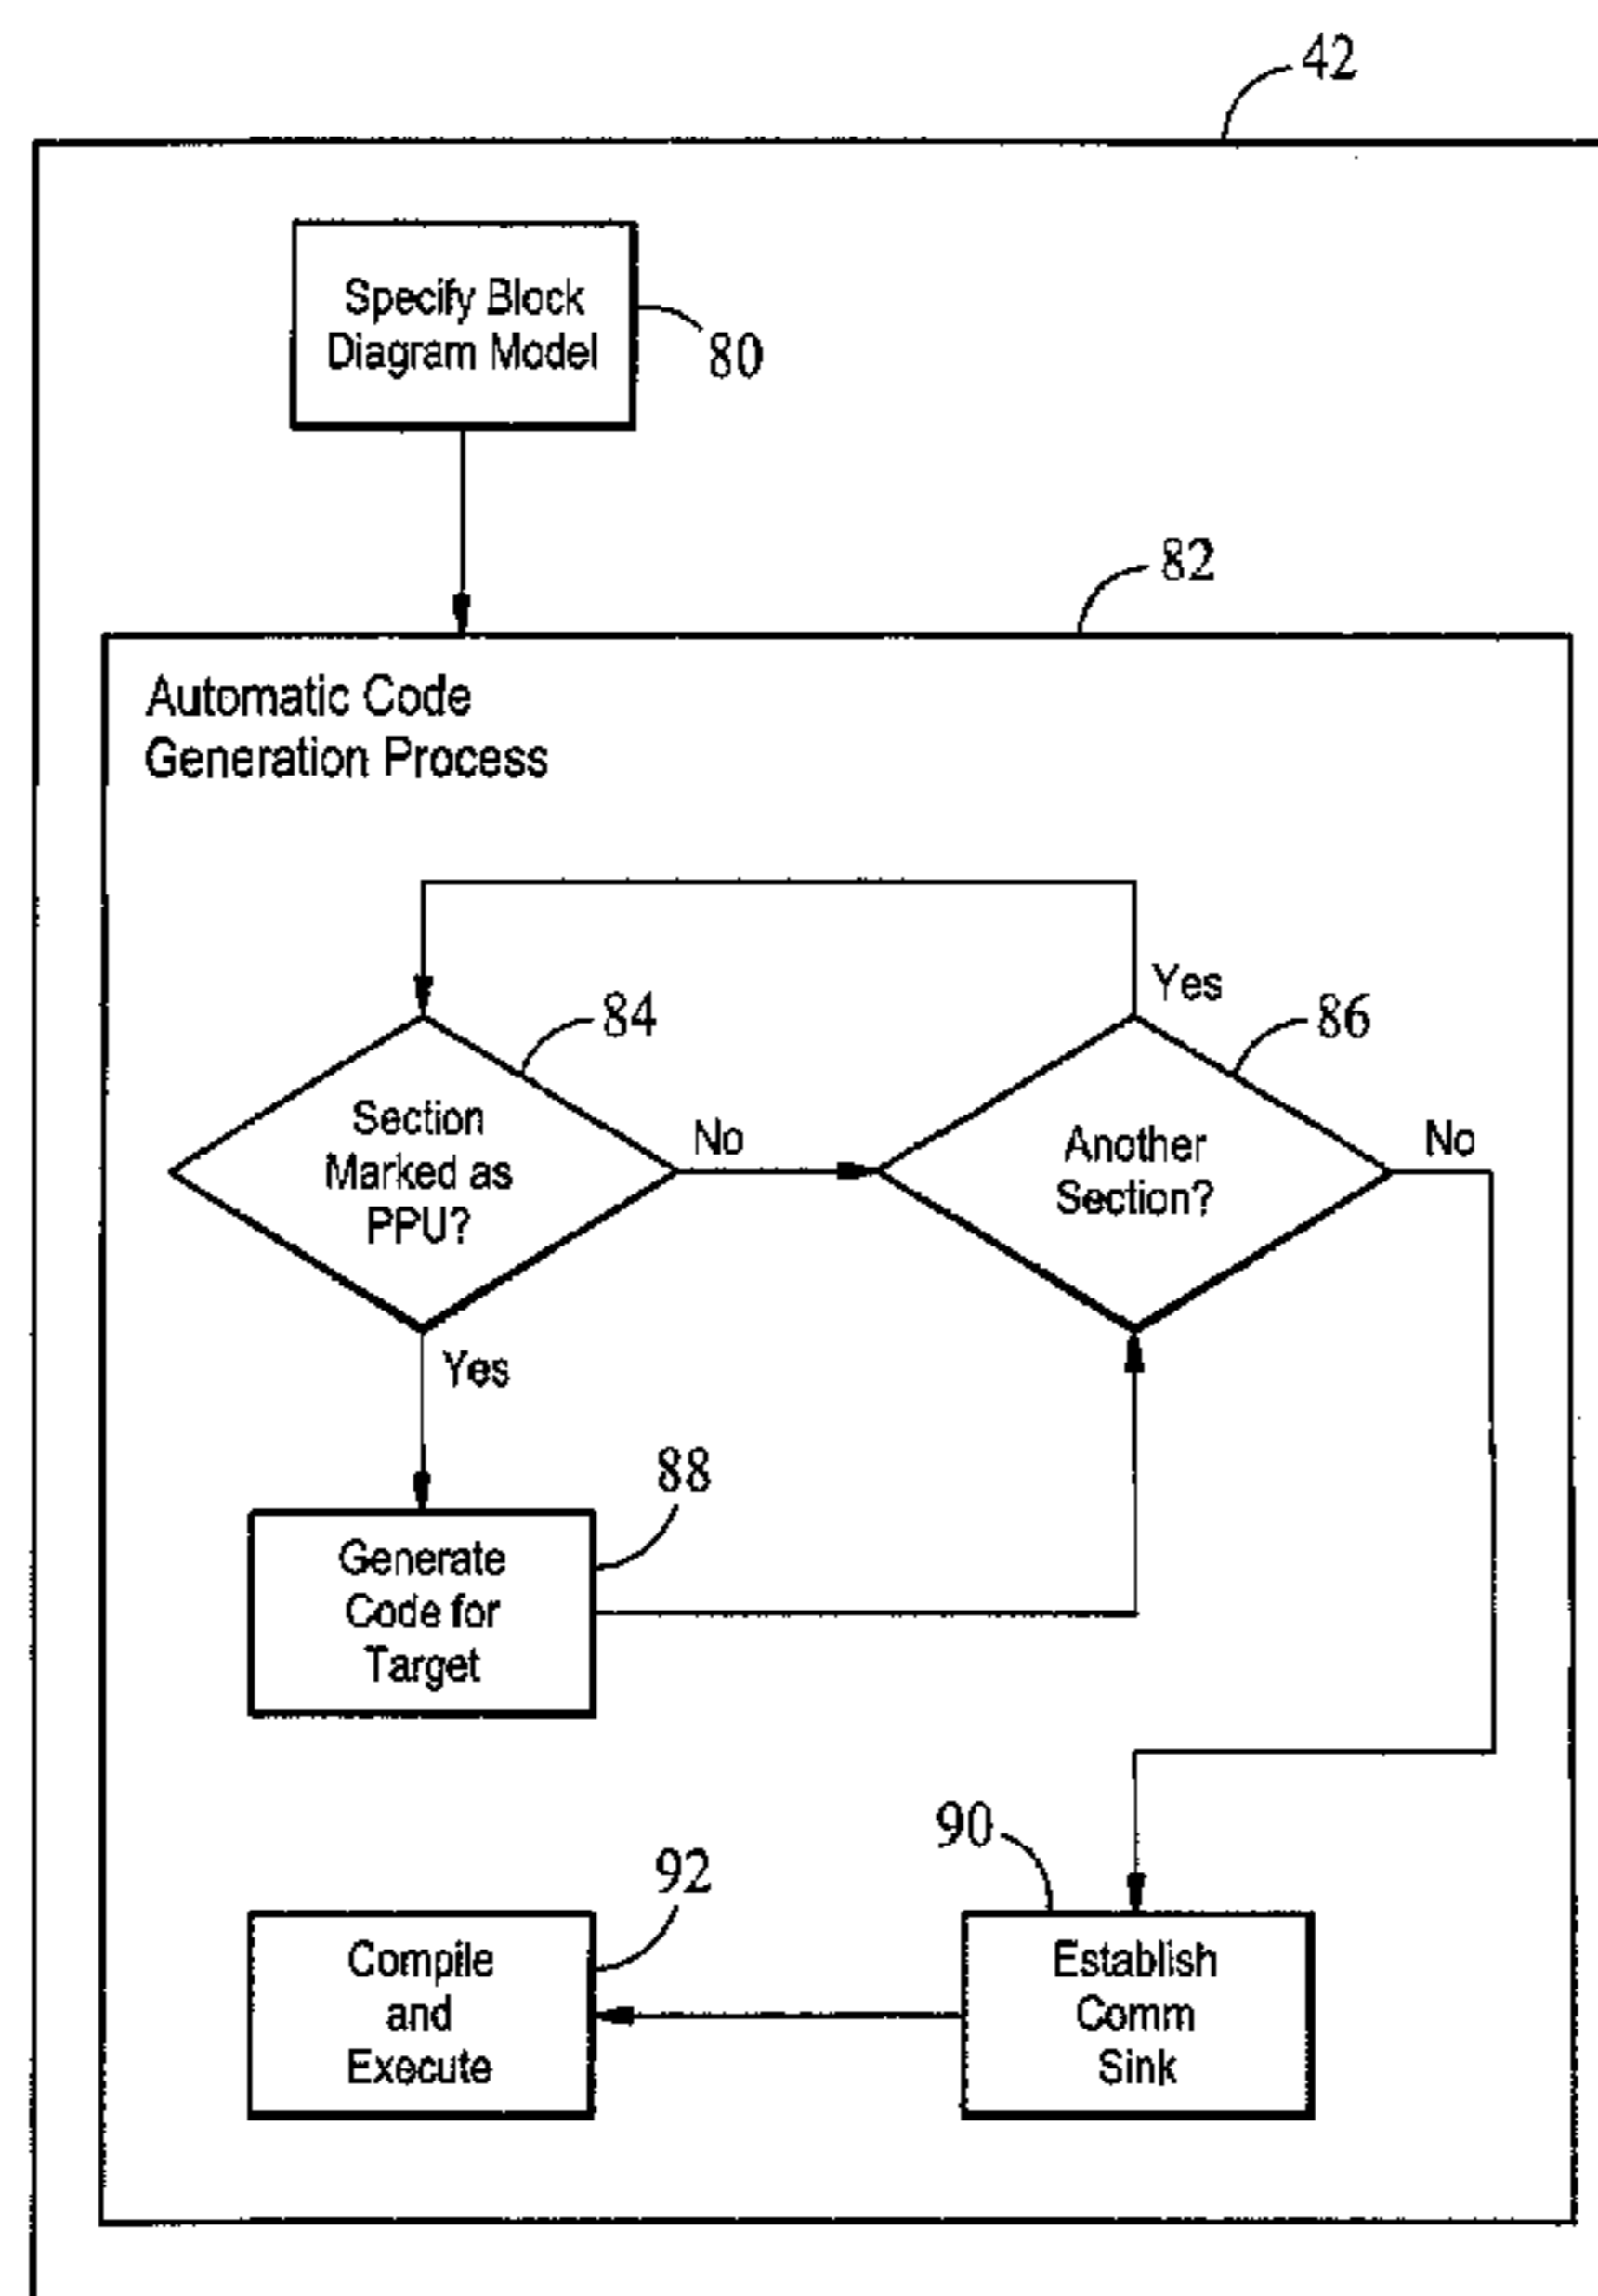 42
Specify Block
Diagram Model
80
82
Automatic Code
Generation Process
Yes
84
86
Section
Marked as
PPU?
No
Another
Section?
No
Yes
88
Generate
Code for
Target
90
92
Compile
and
Execute
Establish
Comm
Sink